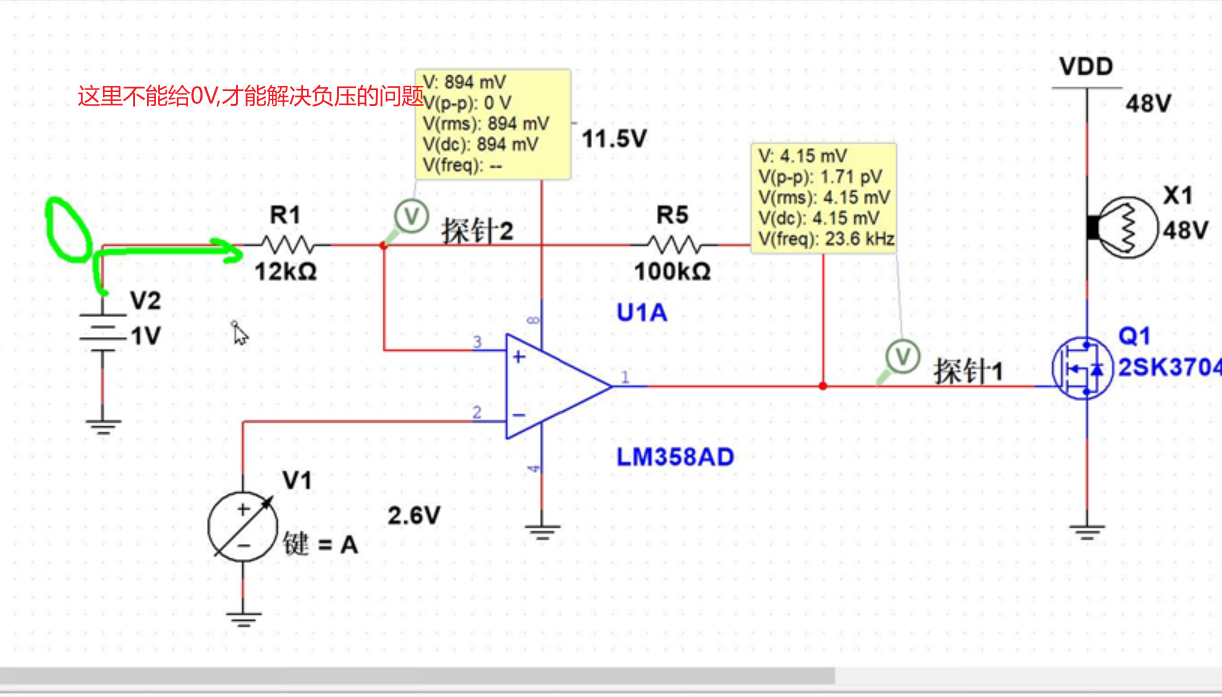 VDD
48V
这里不能给0V,才能解决负压的问题
V: 894 mV
V(p-p): 0 V
V(rms): 894 mV
V(dc): 894 mV
V(freq): --
11.5V
V: 4.15 mV
V(p-p): 1.71 pV
V(rms): 4.15 mV
V(dc): 4.15 mV
V(freq): 23.6 kHz
R1
12kΩ
V
探针2
R5
100kΩ
X1
48V
V2
1V
U1A
8
3
+
1
2
−
4
LM358AD
V
探针1
Q1
2SK3704
V1
+
−
键 = A
2.6V